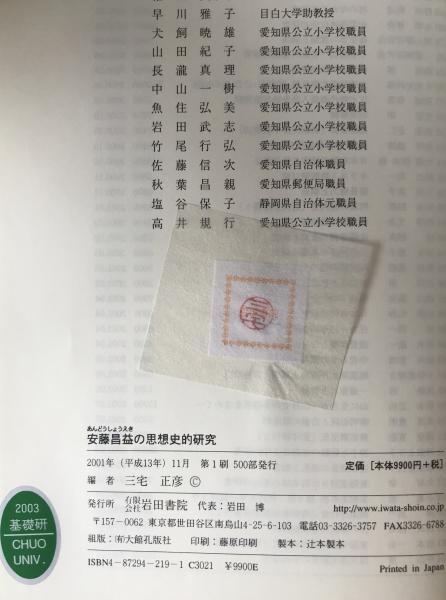 早川雅子 目白大学助教授
犬飼暁雄 愛知県公立小学校職員
山田紀子 愛知県公立小学校職員
長瀧真理 愛知県公立小学校職員
中山一樹 愛知県公立小学校職員
魚住弘美 愛知県公立小学校職員
岩田武志 愛知県公立小学校職員
竹尾行弘 愛知県公立小学校職員
佐藤信次 愛知県自治体職員
秋葉昌親 愛知県郵便局職員
塩谷保子 静岡県自治体元職員
高井規行 愛知県公立小学校職員
あんどうしょうえき
安藤昌益の思想史的研究
2001年(平成13年)11月 第1刷 500部発行 定価[本体9900円+税]
編者 三宅正彦 Ⓒ
発行所 有限会社岩田書院 代表:岩田 博 http://www.iwata-shoin.co.jp
〒157-0062 東京都世田谷区南烏山4-25-6-103 電話03-3326-3757 FAX3326-6788
組版:(有)大館孔版社 印刷:藤原印刷 製本:辻本製本
ISBN4-87294-219-1 C3021 ¥9900E Printed in Japan
2003
基礎研
CHUO
UNIV.